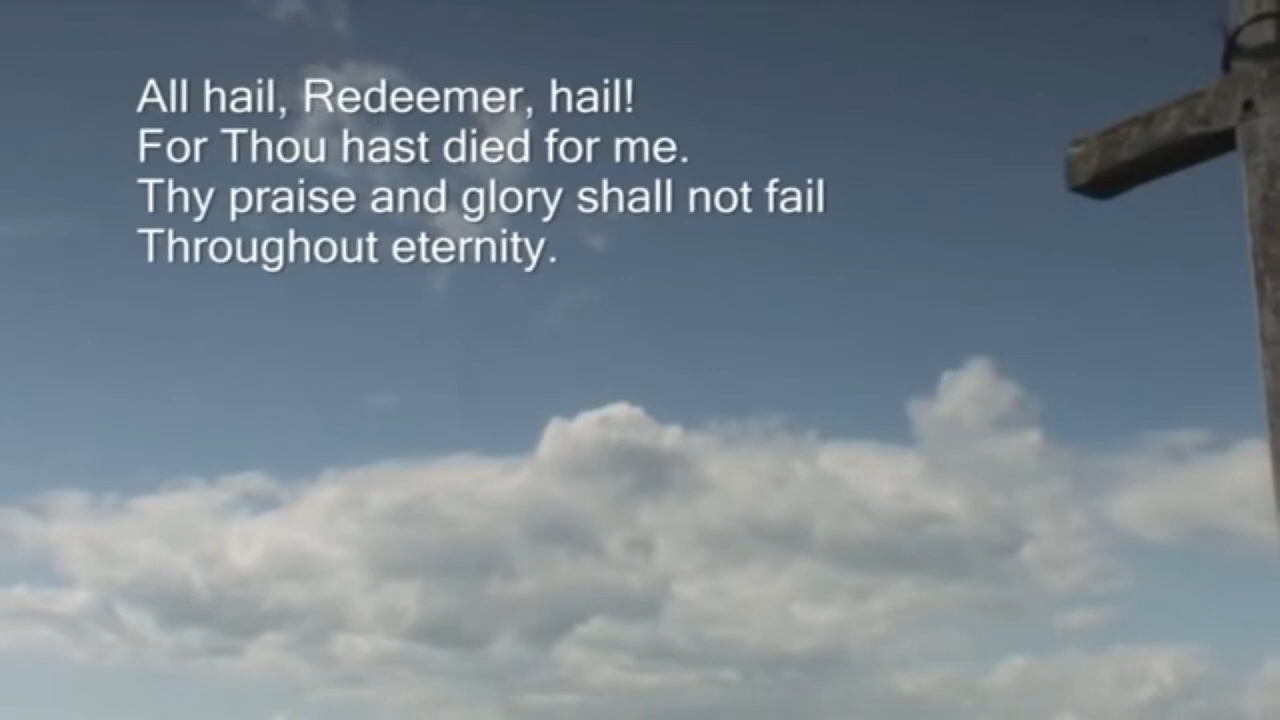 All hail, Redeemer, hail!
For Thou hast died for me.
Thy praise and glory shall not fail
Throughout eternity.